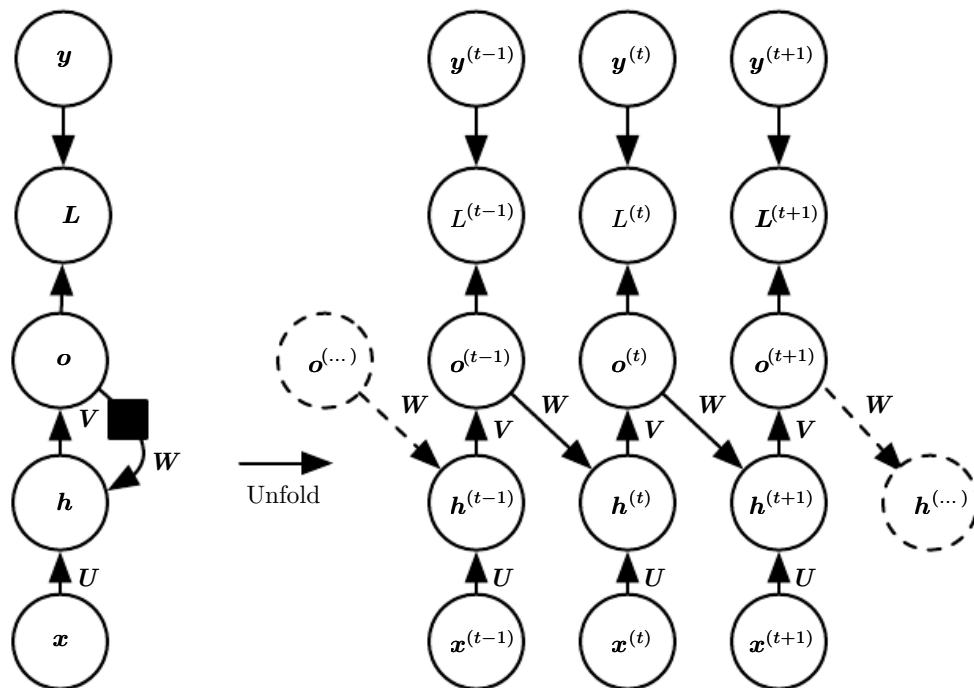 y y^(t−1) y^(t) y^(t+1)
L L^(t−1) L^(t) L^(t+1)
o o^(...) o^(t−1) o^(t) o^(t+1)
V W W W W
W V V V
Unfold
h h^(t−1) h^(t) h^(t+1) h^(...)
U U U U
x x^(t−1) x^(t) x^(t+1)